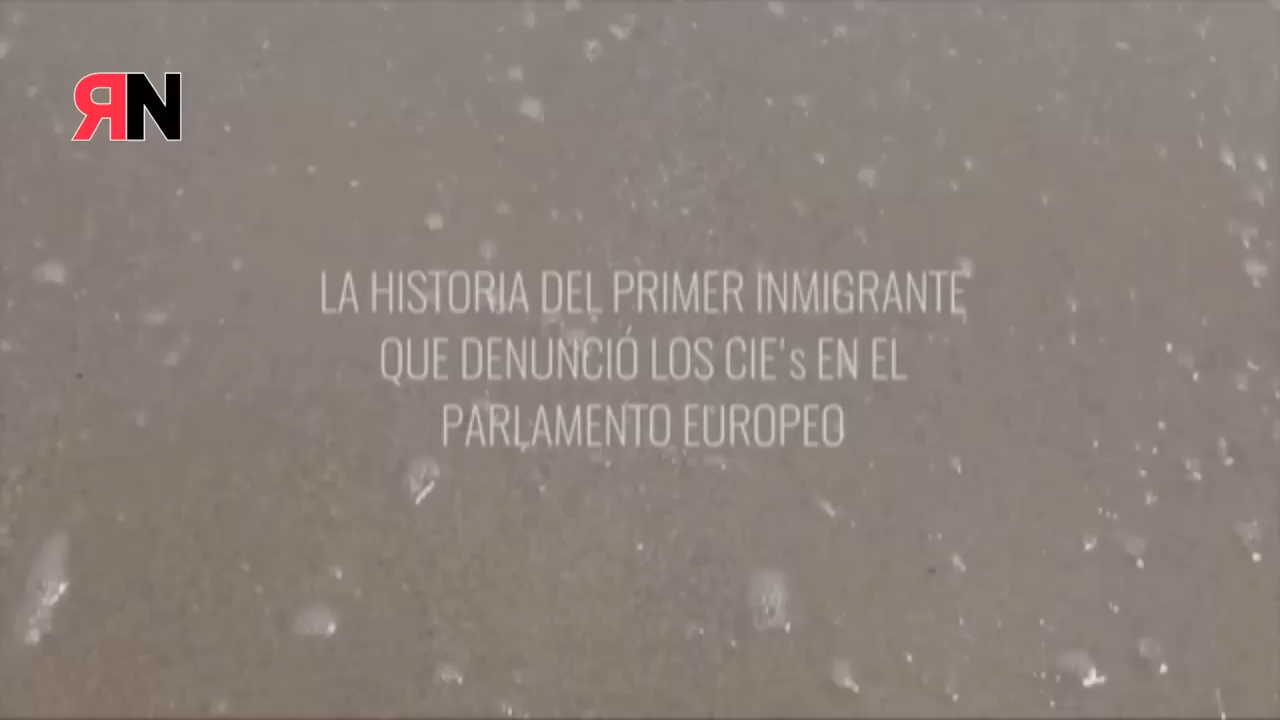 RN
LA HISTORIA DEL PRIMER INMIGRANTE
QUE DENUNCIÓ LOS CIE's EN EL
PARLAMENTO EUROPEO